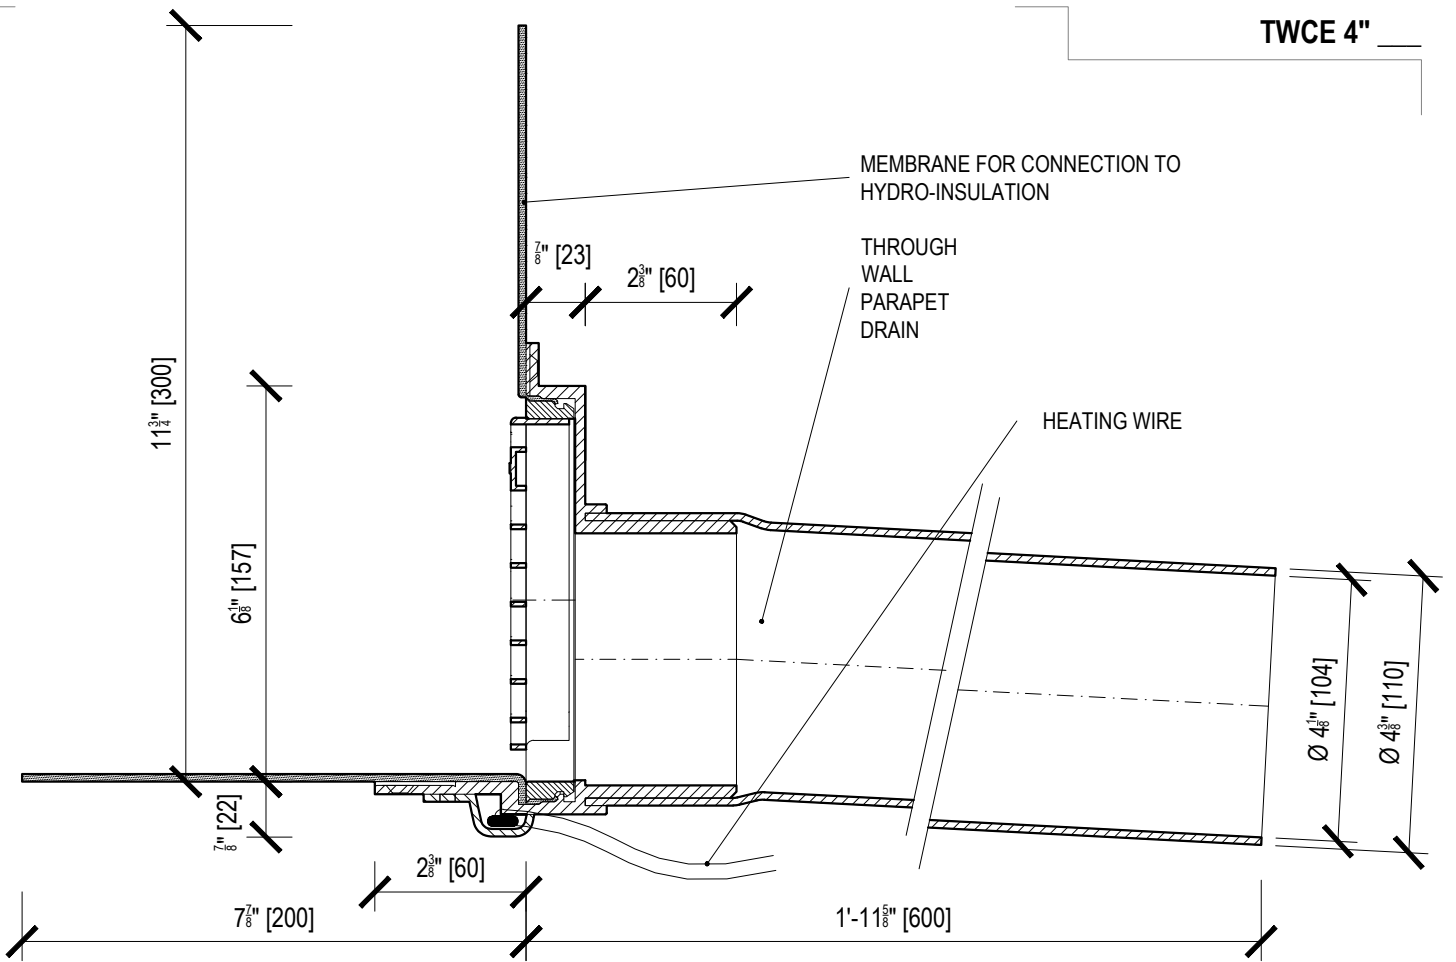 TWCE 4" ___
MEMBRANE FOR CONNECTION TO
HYDRO-INSULATION
7/8" [23]
2 3/8" [60]
THROUGH
WALL
PARAPET
DRAIN
11 3/4" [300]
HEATING WIRE
6 1/8" [157]
Ø 4 1/8" [104]
Ø 4 3/8" [110]
7/8" [22]
2 3/8" [60]
7 7/8" [200]
1'-11 5/8" [600]